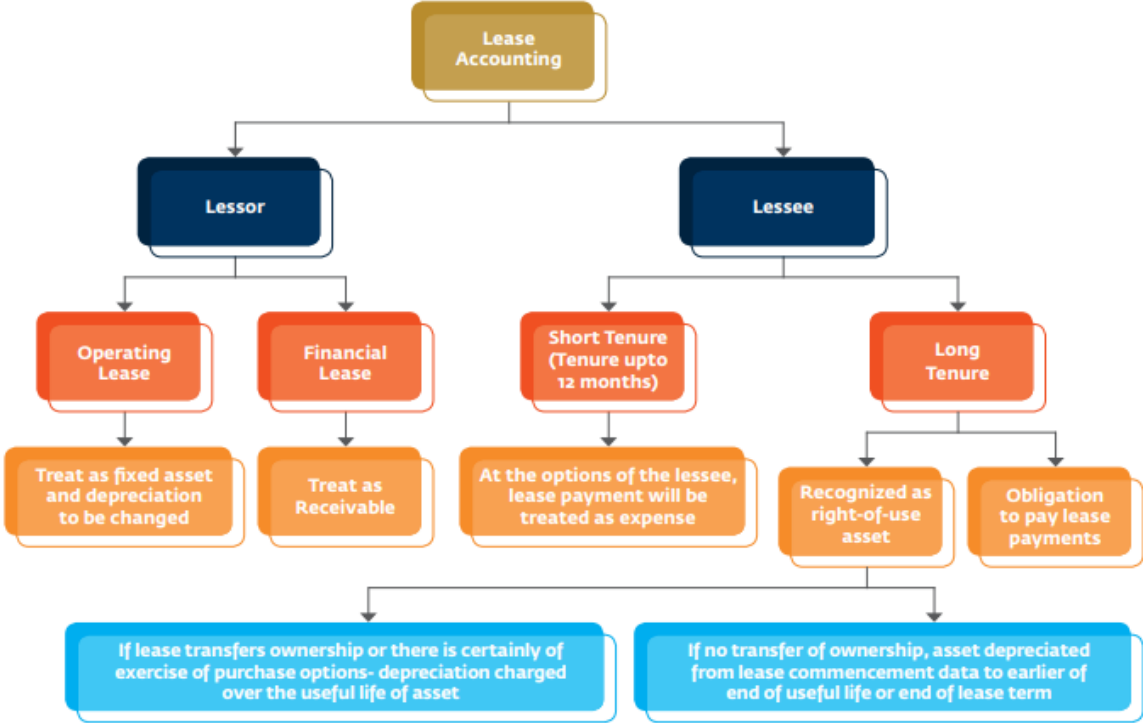 Lease
Accounting
Lessor
Lessee
Operating
Lease
Financial
Lease
Short Tenure
(Tenure upto
12 months)
Long
Tenure
Treat as fixed asset
and depreciation
to be changed
Treat as
Receivable
At the options of the lessee,
lease payment will be
treated as expense
Recognized as
right-of-use
asset
Obligation
to pay lease
payments
If lease transfers ownership or there is certainly of
exercise of purchase options- depreciation charged
over the useful life of asset
If no transfer of ownership, asset depreciated
from lease commencement data to earlier of
end of useful life or end of lease term